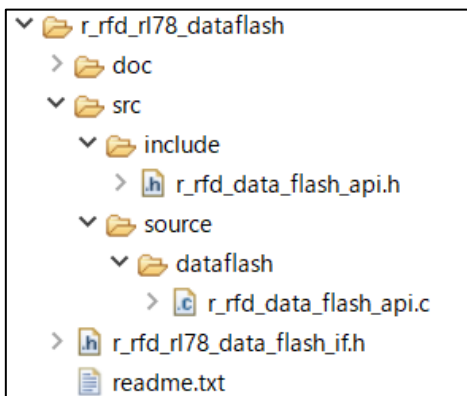 r_rfd_rl78_dataflash
doc
src
include
r_rfd_data_flash_api.h
source
dataflash
r_rfd_data_flash_api.c
r_rfd_rl78_data_flash_if.h
readme.txt